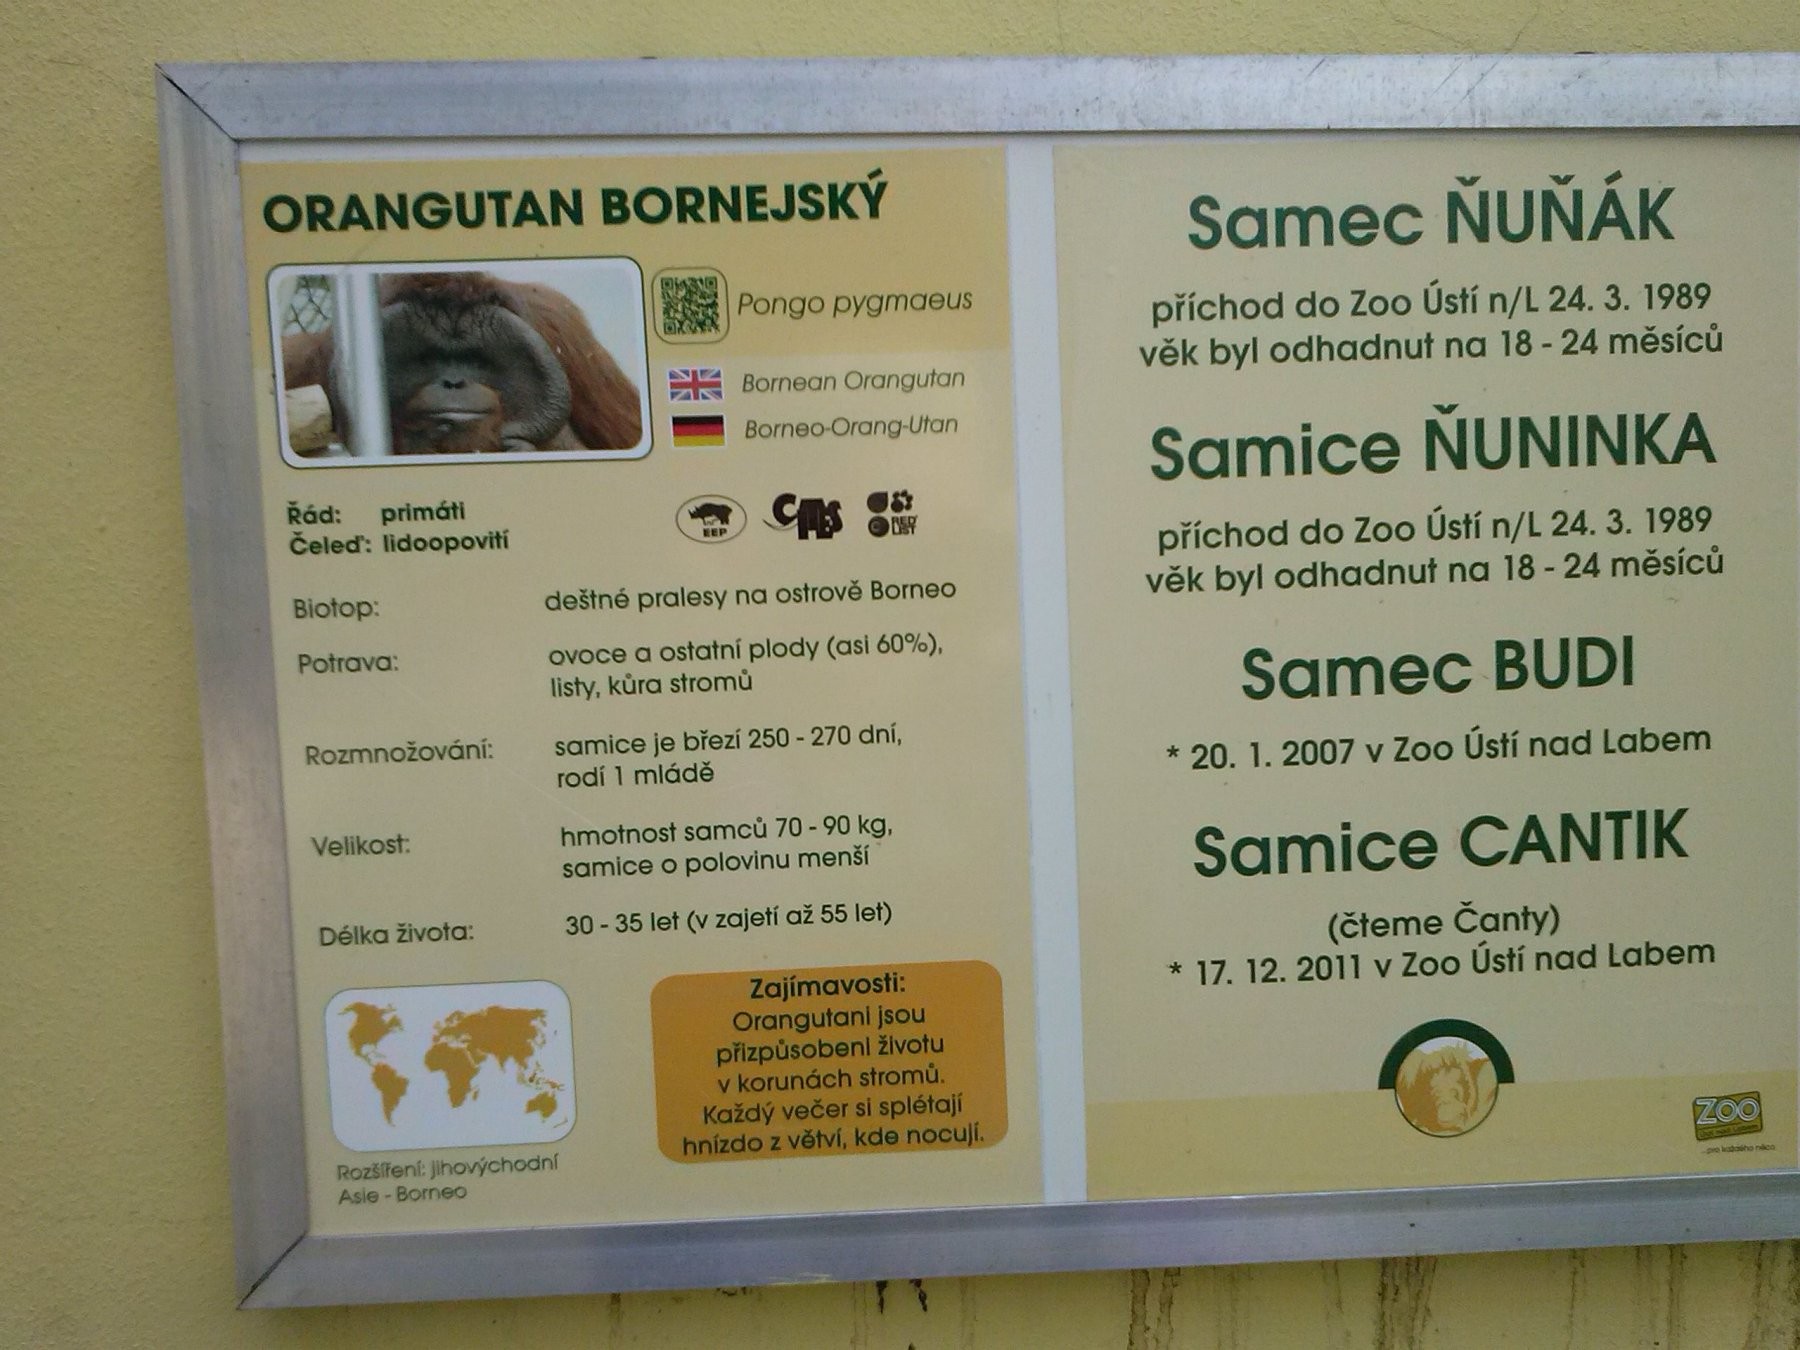 ORANGUTAN BORNEJSKÝ
Pongo pygmaeus
Bornean Orangutan
Borneo-Orang-Utan
Řád: primáti
Čeleď: lidoopovití
EEP
RED
LIST
Biotop: deštné pralesy na ostrově Borneo
Potrava: ovoce a ostatní plody (asi 60%),
listy, kůra stromů
Rozmnožování: samice je březí 250 - 270 dní,
rodí 1 mládě
Velikost: hmotnost samců 70 - 90 kg,
samice o polovinu menší
Délka života: 30 - 35 let (v zajetí až 55 let)
Rozšíření: jihovýchodní
Asie - Borneo
Zajímavosti:
Orangutani jsou
přizpůsobeni životu
v korunách stromů.
Každý večer si splétají
hnízdo z větví, kde nocují.
Samec ŇUŇÁK
příchod do Zoo Ústí n/L 24. 3. 1989
věk byl odhadnut na 18 - 24 měsíců
Samice ŇUNINKA
příchod do Zoo Ústí n/L 24. 3. 1989
věk byl odhadnut na 18 - 24 měsíců
Samec BUDI
* 20. 1. 2007 v Zoo Ústí nad Labem
Samice CANTIK
(čteme Čanty)
* 17. 12. 2011 v Zoo Ústí nad Labem
ZOO
...pro každého něco